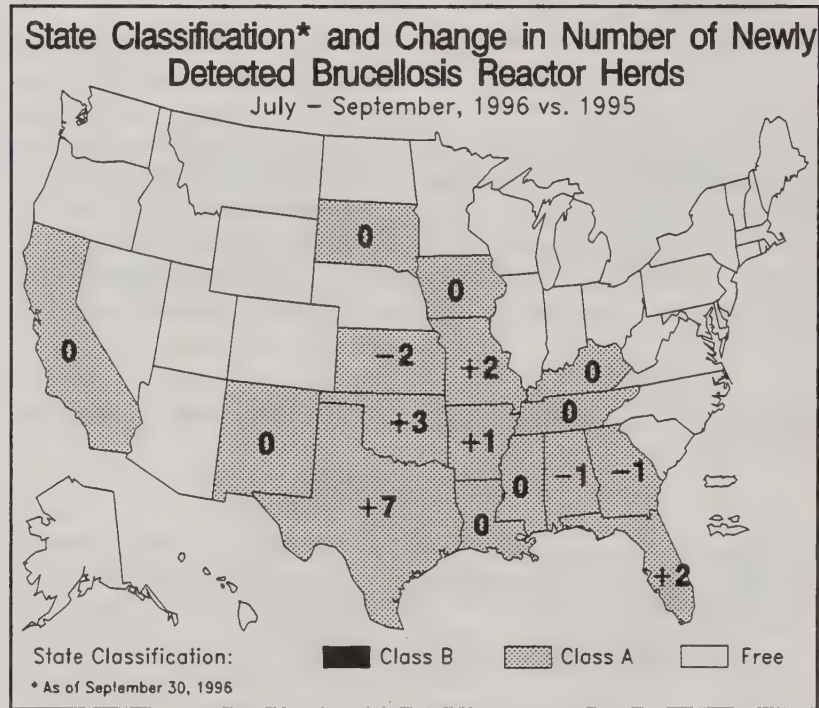 State Classification* and Change in Number of Newly
Detected Brucellosis Reactor Herds
July – September, 1996 vs. 1995
0
0
0
-2
+2
0
+3
+1
0
0
+7
0
0
-1
-1
+2
State Classification:
Class B
Class A
Free
* As of September 30, 1996